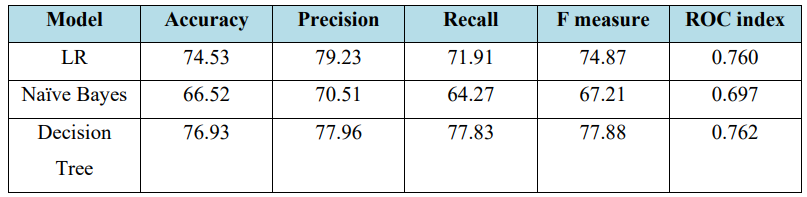 Model Accuracy Precision Recall F measure ROC index
LR 74.53 79.23 71.91 74.87 0.760
Naïve Bayes 66.52 70.51 64.27 67.21 0.697
Decision 76.93 77.96 77.83 77.88 0.762
Tree